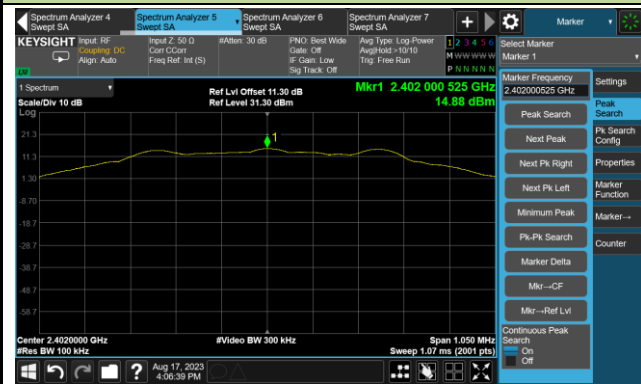 Spectrum Analyzer 4
Swept SA
Spectrum Analyzer 5
Swept SA
Spectrum Analyzer 6
Swept SA
Spectrum Analyzer 7
Swept SA
Marker
KEYSIGHT
Input: RF
Coupling: DC
Align: Auto
Input Z: 50 Ω
Corr CCorr
Freq Ref: Int (S)
#Atten: 30 dB
PNO: Best Wide
Gate: Off
IF Gain: Low
Sig Track: Off
Avg Type: Log-Power
Avg|Hold:>10/10
Trig: Free Run
1 2 3 4 5 6
M W W W W W
P N N N N N
LXI
Select Marker
Marker 1
1 Spectrum
Scale/Div 10 dB
Log
Ref Lvl Offset 11.30 dB
Ref Level 31.30 dBm
Mkr1 2.402 000 525 GHz
14.88 dBm
21.3
11.3
1.30
-8.70
-18.7
-28.7
-38.7
-48.7
-58.7
1
Center 2.4020000 GHz
#Res BW 100 kHz
#Video BW 300 kHz
Span 1.050 MHz
Sweep 1.07 ms (2001 pts)
Marker Frequency
2.402000525 GHz
Peak Search
Next Peak
Next Pk Right
Next Pk Left
Minimum Peak
Pk-Pk Search
Marker Delta
Mkr→CF
Mkr→Ref Lvl
Continuous Peak
Search
On
Off
Settings
Peak
Search
Pk Search
Config
Properties
Marker
Function
Marker→
Counter
?
Aug 17, 2023
4:06:39 PM